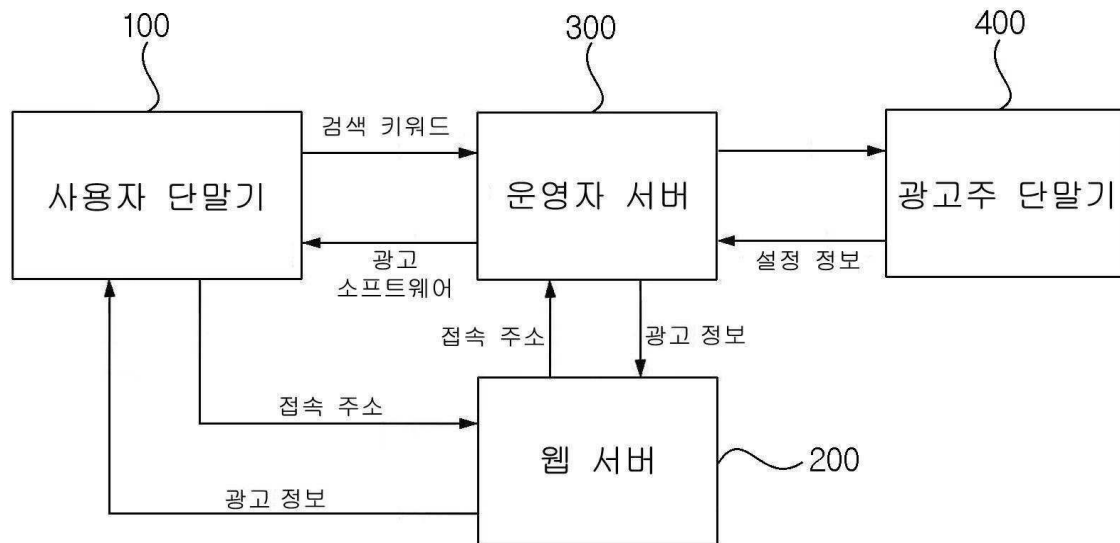 100
300
400
검색 키워드
사용자 단말기
운영자 서버
광고주 단말기
광고
소프트웨어
설정 정보
접속 주소
광고 정보
접속 주소
웹 서버
200
광고 정보